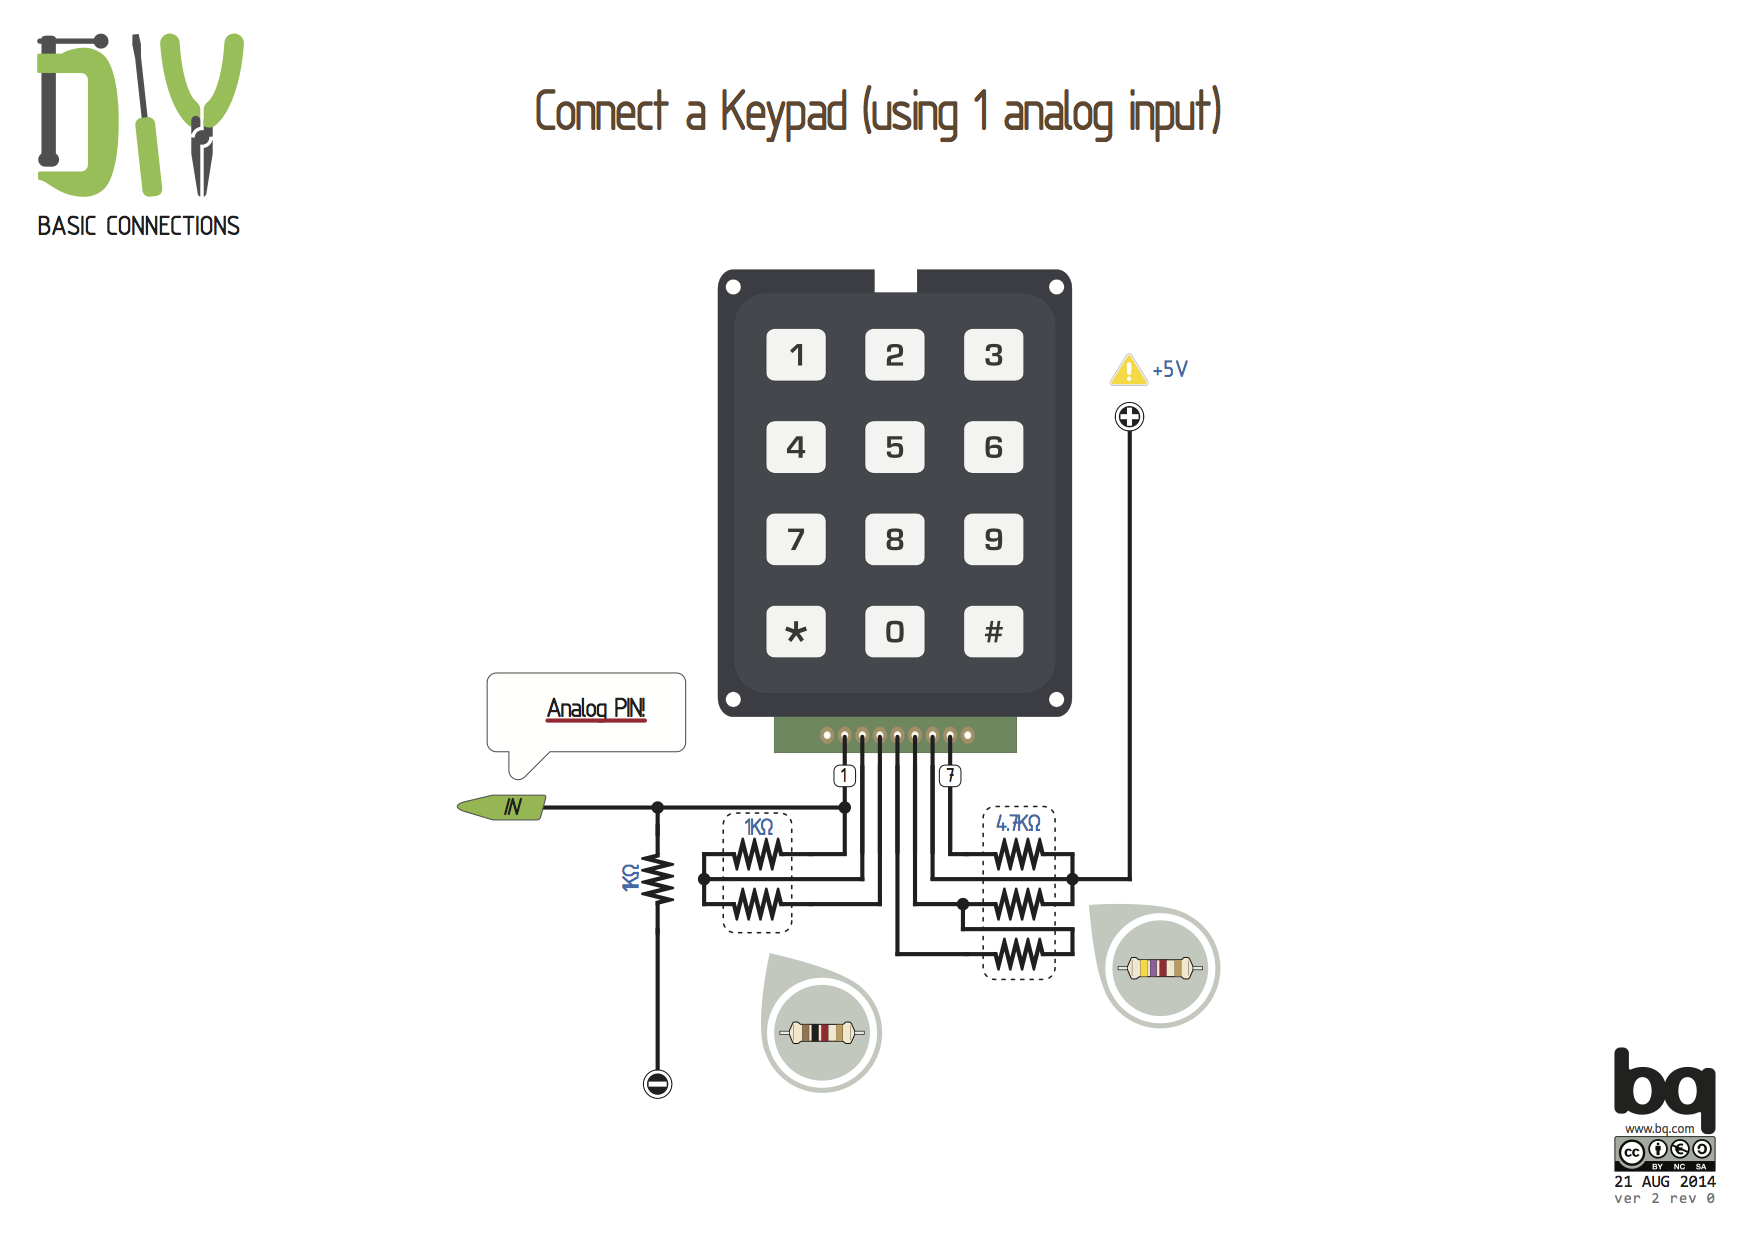 DIY
BASIC CONNECTIONS
Connect a Keypad (using 1 analog input)
1 2 3
4 5 6
7 8 9
* 0 #
+5V
Analog PIN!
1 7
IN
1KΩ
4.7KΩ
1KΩ
bq
www.bq.com
cc
BY NC SA
21 AUG 2014
ver 2 rev 0